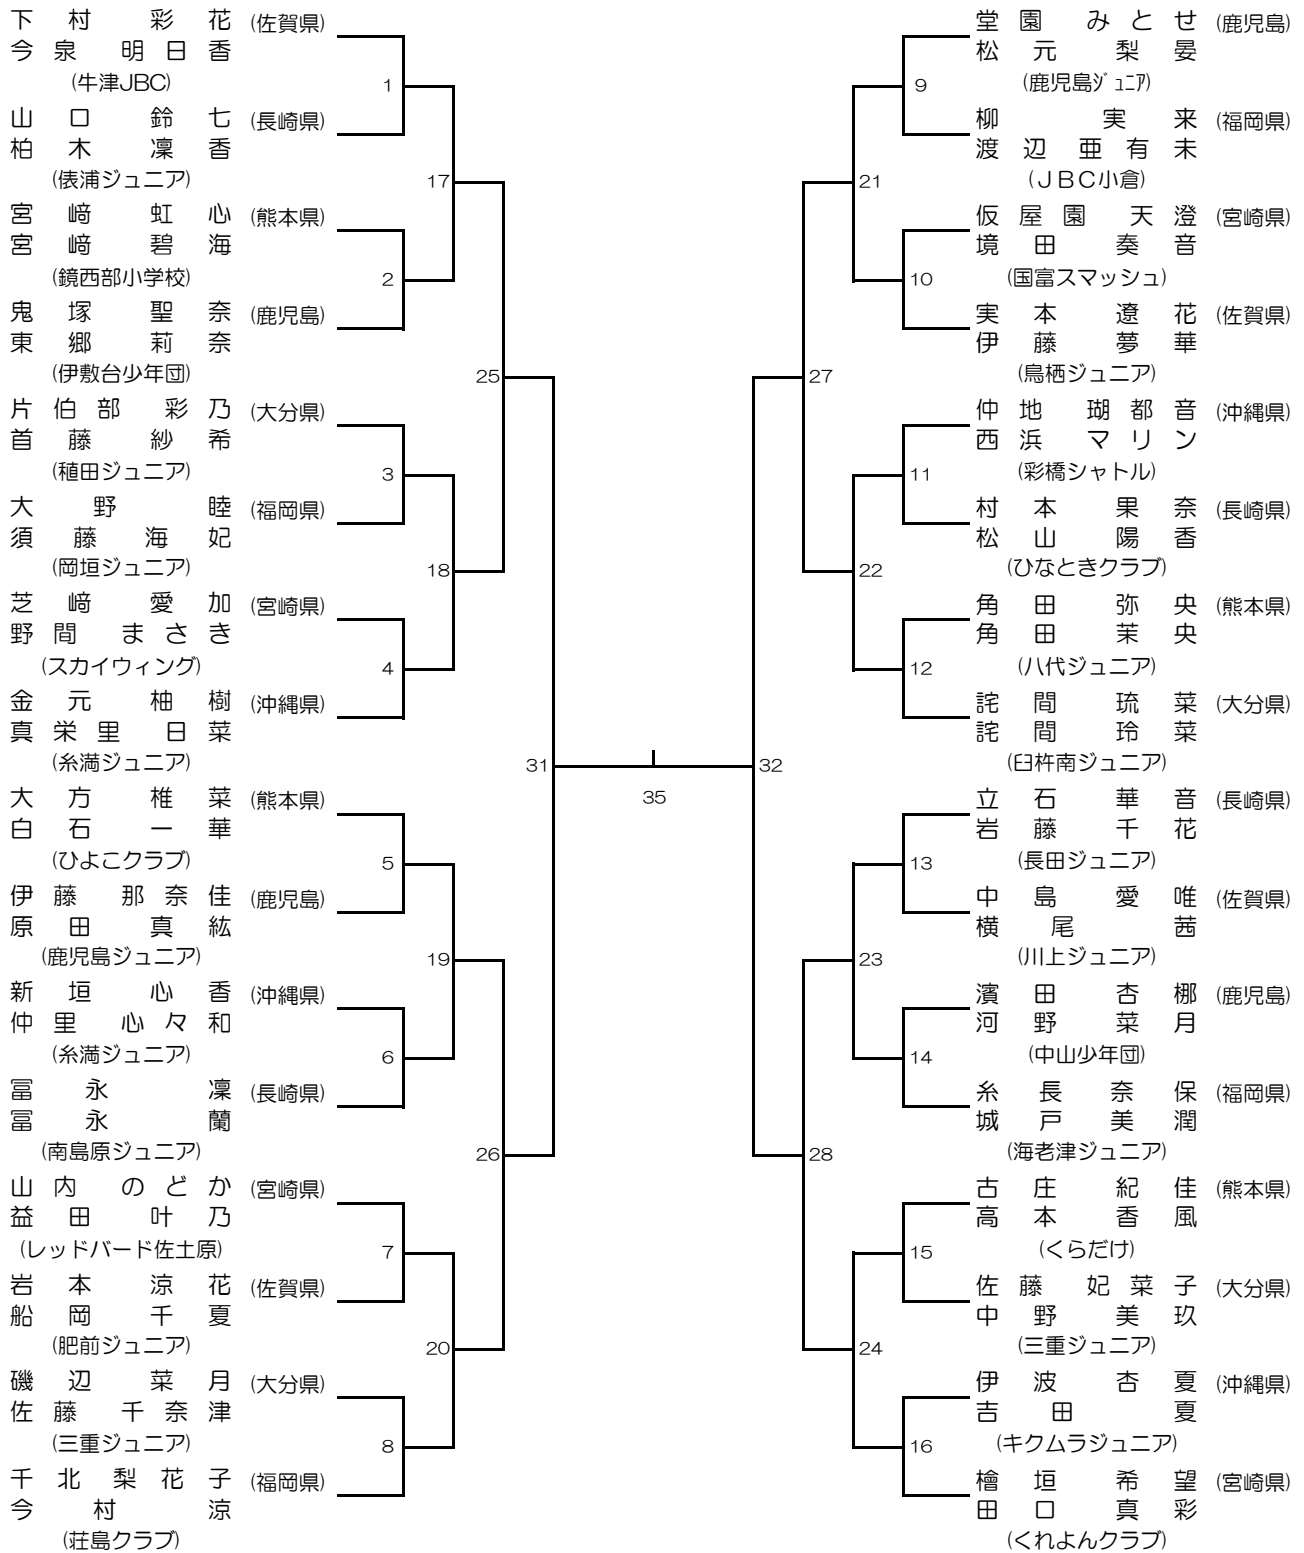 下村 彩花 (佐賀県)
今泉 明日香
(牛津JBC)
1
山口 鈴七 (長崎県)
柏木 凜香
(俵浦ジュニア)
17
宮﨑 虹心 (熊本県)
宮﨑 碧海
(鏡西部小学校)
2
鬼塚 聖奈 (鹿児島)
東郷 莉奈
(伊敷台少年団)
25
片伯部 彩乃 (大分県)
首藤 紗希
(稙田ジュニア)
3
大野 睦 (福岡県)
須藤 海妃
(岡垣ジュニア)
18
芝﨑 愛加 (宮崎県)
野間 まさき
(スカイウィング)
4
金元 柚樹 (沖縄県)
真栄里 日菜
(糸満ジュニア)
31
大方 椎菜 (熊本県)
白石 一華
(ひよこクラブ)
5
伊藤 那奈佳 (鹿児島)
原田 真紘
(鹿児島ジュニア)
19
新垣 心香 (沖縄県)
仲里 心々和
(糸満ジュニア)
6
冨永 凜 (長崎県)
冨永 蘭
(南島原ジュニア)
26
山内 のどか (宮崎県)
益田 叶乃
(レッドバード佐土原)
7
岩本 涼花 (佐賀県)
船岡 千夏
(肥前ジュニア)
20
磯辺 菜月 (大分県)
佐藤 千奈津
(三重ジュニア)
8
千北 梨花子 (福岡県)
今村 涼
(荘島クラブ)
35
堂園 みとせ (鹿児島)
松元 梨晏
(鹿児島ｼﾞｭﾆｱ)
9
柳 実来 (福岡県)
渡辺 亜有未
(ＪＢＣ小倉)
21
仮屋園 天澄 (宮崎県)
境田 奏音
(国富スマッシュ)
10
実本 遼花 (佐賀県)
伊藤 夢華
(鳥栖ジュニア)
27
仲地 瑚都音 (沖縄県)
西浜 マリン
(彩橋シャトル)
11
村本 果奈 (長崎県)
松山 陽香
(ひなときクラブ)
22
角田 弥央 (熊本県)
角田 茉央
(八代ジュニア)
12
詫間 琉菜 (大分県)
詫間 玲菜
(臼杵南ジュニア)
32
立石 華音 (長崎県)
岩藤 千花
(長田ジュニア)
13
中島 愛唯 (佐賀県)
横尾 茜
(川上ジュニア)
23
濱田 杏梛 (鹿児島)
河野 菜月
(中山少年団)
14
糸長 奈保 (福岡県)
城戸 美潤
(海老津ジュニア)
28
古庄 紀佳 (熊本県)
高本 香風
(くらだけ)
15
佐藤 妃菜子 (大分県)
中野 美玖
(三重ジュニア)
24
伊波 杏夏 (沖縄県)
吉田 夏
(キクムラジュニア)
16
檜垣 希望 (宮崎県)
田口 真彩
(くれよんクラブ)